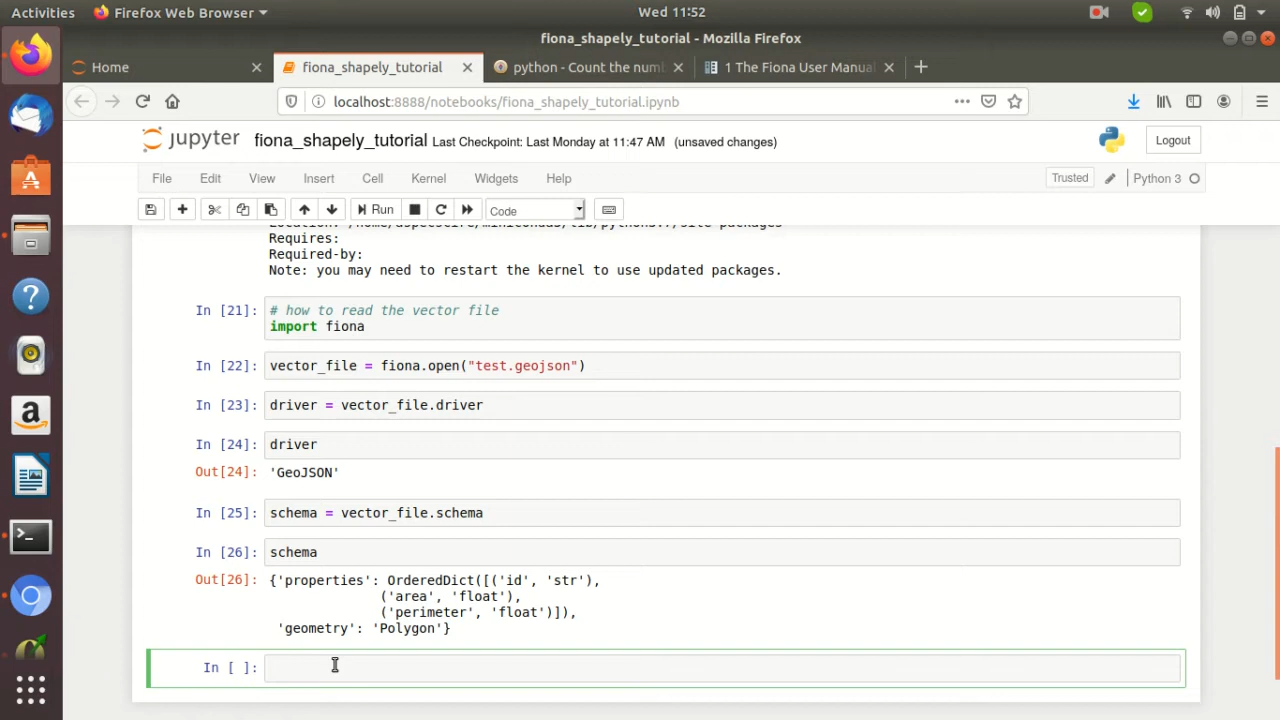 Activities Firefox Web Browser Wed 11:52
fiona_shapely_tutorial - Mozilla Firefox
Home fiona_shapely_tutorial python - Count the num 1 The Fiona User Manual
localhost:8888/notebooks/fiona_shapely_tutorial.ipynb
jupyter fiona_shapely_tutorial Last Checkpoint: Last Monday at 11:47 AM (unsaved changes) Logout
File Edit View Insert Cell Kernel Widgets Help Trusted Python 3
Run Code
Requires:
Required-by:
Note: you may need to restart the kernel to use updated packages.
In [21]: # how to read the vector file
import fiona
In [22]: vector_file = fiona.open("test.geojson")
In [23]: driver = vector_file.driver
In [24]: driver
Out[24]: 'GeoJSON'
In [25]: schema = vector_file.schema
In [26]: schema
Out[26]: {'properties': OrderedDict([('id', 'str'),
('area', 'float'),
('perimeter', 'float')]),
'geometry': 'Polygon'}
In [ ]: